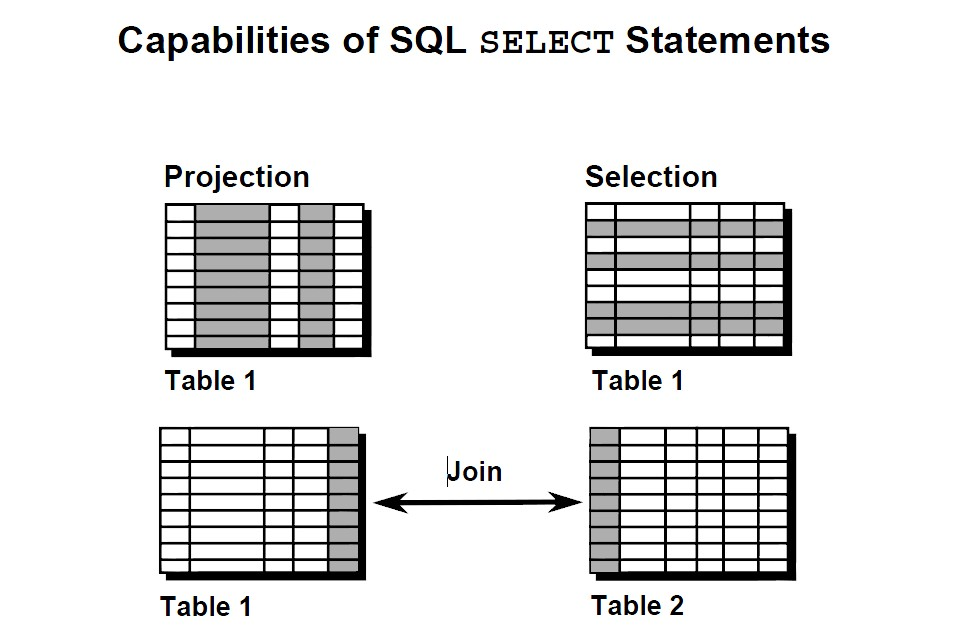 Capabilities of SQL SELECT Statements
Projection
Selection
Table 1
Table 1
Join
Table 1
Table 2